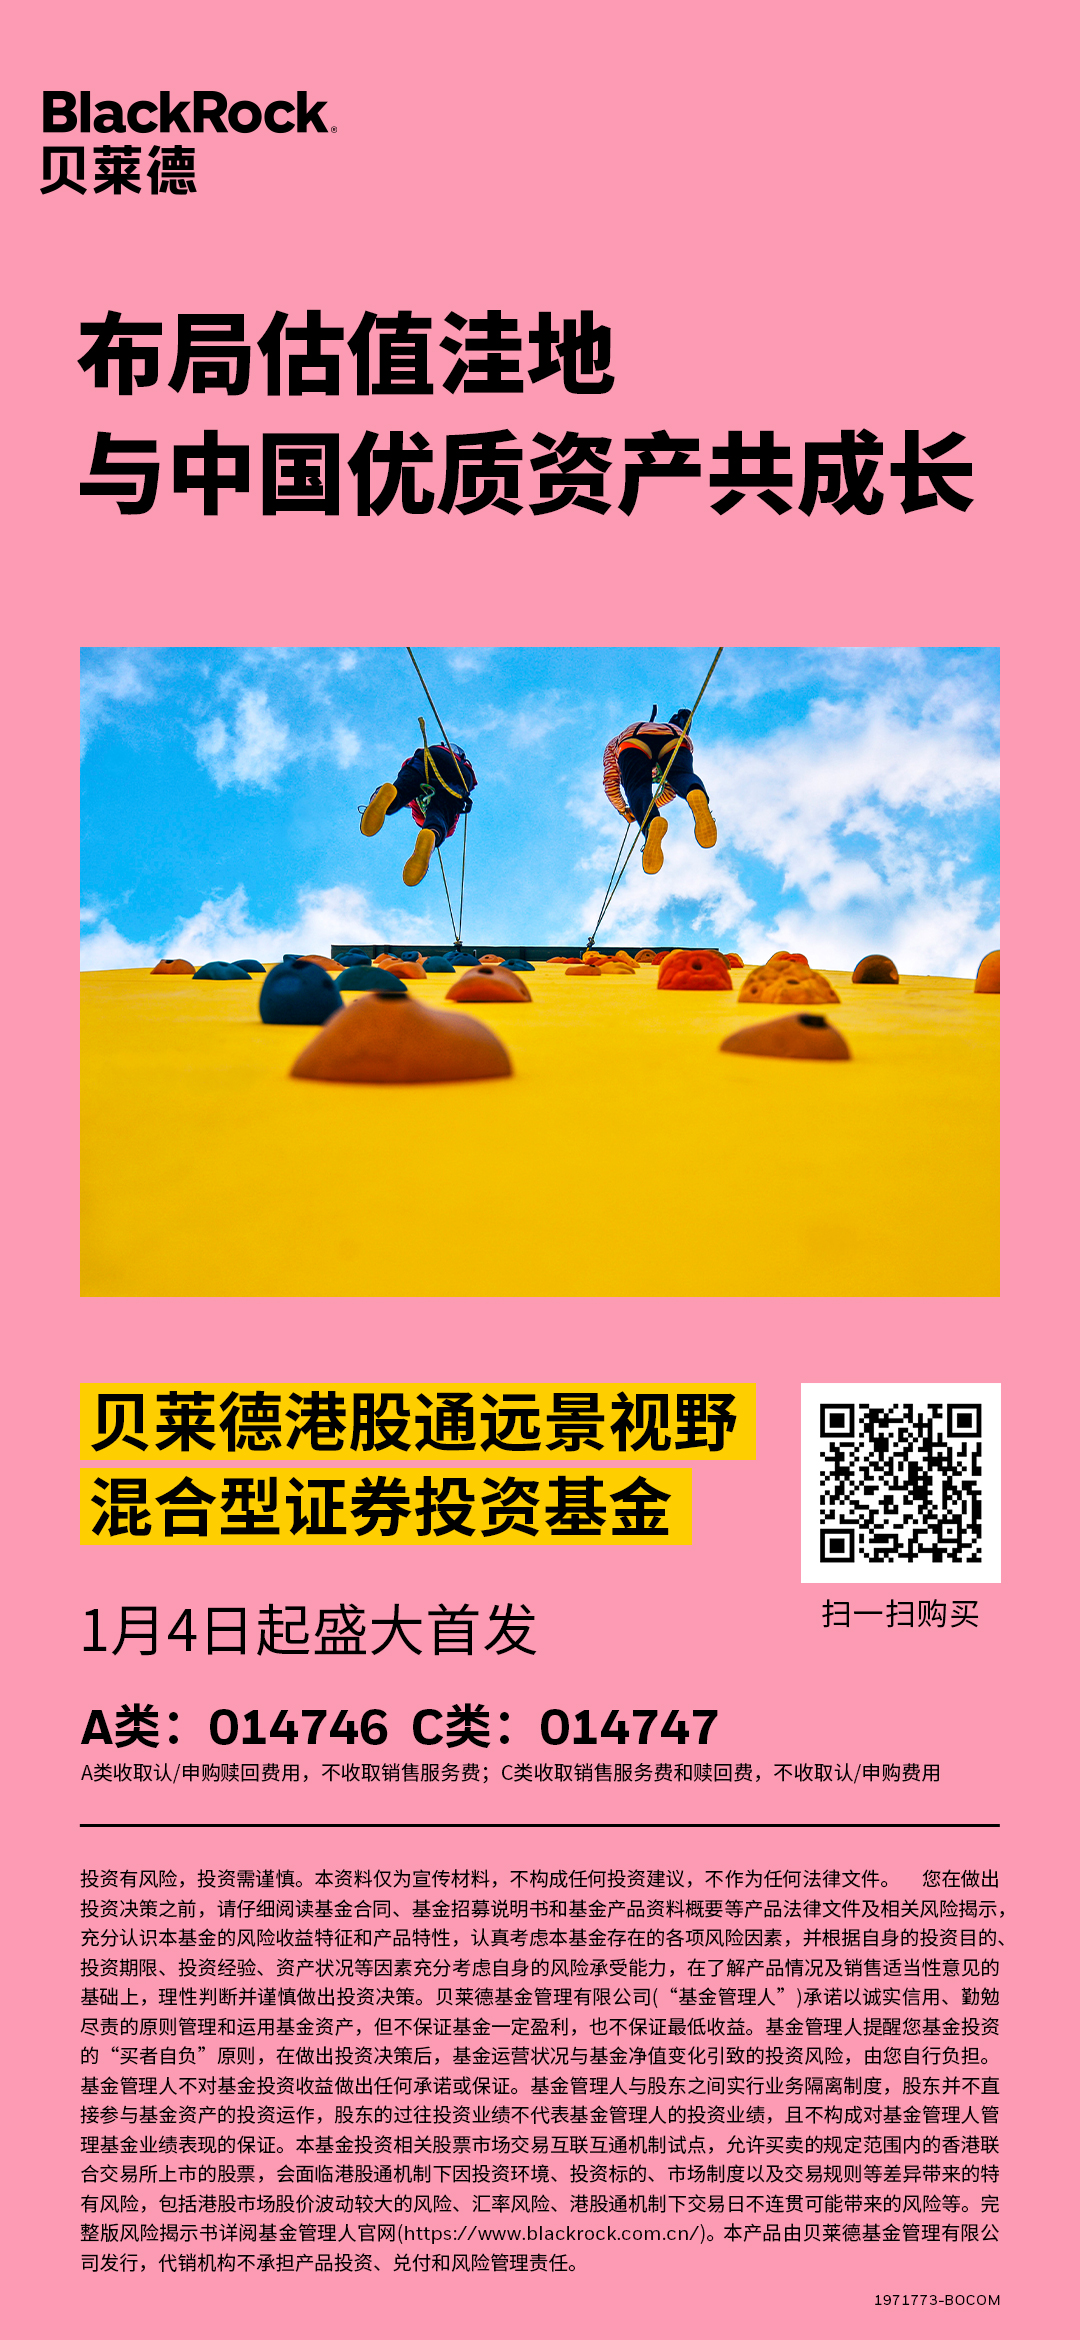 BlackRock®
贝莱德
布局估值洼地
与中国优质资产共成长
贝莱德港股通远景视野
混合型证券投资基金
扫一扫购买
1月4日起盛大首发
A类：014746 C类：014747
A类收取认/申购赎回费用，不收取销售服务费；C类收取销售服务费和赎回费，不收取认/申购费用
投资有风险，投资需谨慎。本资料仅为宣传材料，不构成任何投资建议，不作为任何法律文件。 您在做出
投资决策之前，请仔细阅读基金合同、基金招募说明书和基金产品资料概要等产品法律文件及相关风险揭示，
充分认识本基金的风险收益特征和产品特性，认真考虑本基金存在的各项风险因素，并根据自身的投资目的、
投资期限、投资经验、资产状况等因素充分考虑自身的风险承受能力，在了解产品情况及销售适当性意见的
基础上，理性判断并谨慎做出投资决策。贝莱德基金管理有限公司(“基金管理人”)承诺以诚实信用、勤勉
尽责的原则管理和运用基金资产，但不保证基金一定盈利，也不保证最低收益。基金管理人提醒您基金投资
的“买者自负”原则，在做出投资决策后，基金运营状况与基金净值变化引致的投资风险，由您自行负担。
基金管理人不对基金投资收益做出任何承诺或保证。基金管理人与股东之间实行业务隔离制度，股东并不直
接参与基金资产的投资运作，股东的过往投资业绩不代表基金管理人的投资业绩，且不构成对基金管理人管
理基金业绩表现的保证。本基金投资相关股票市场交易互联互通机制试点，允许买卖的规定范围内的香港联
合交易所上市的股票，会面临港股通机制下因投资环境、投资标的、市场制度以及交易规则等差异带来的特
有风险，包括港股市场股价波动较大的风险、汇率风险、港股通机制下交易日不连贯可能带来的风险等。完
整版风险揭示书详阅基金管理人官网(https://www.blackrock.com.cn/)。本产品由贝莱德基金管理有限公
司发行，代销机构不承担产品投资、兑付和风险管理责任。
1971773-BOCOM